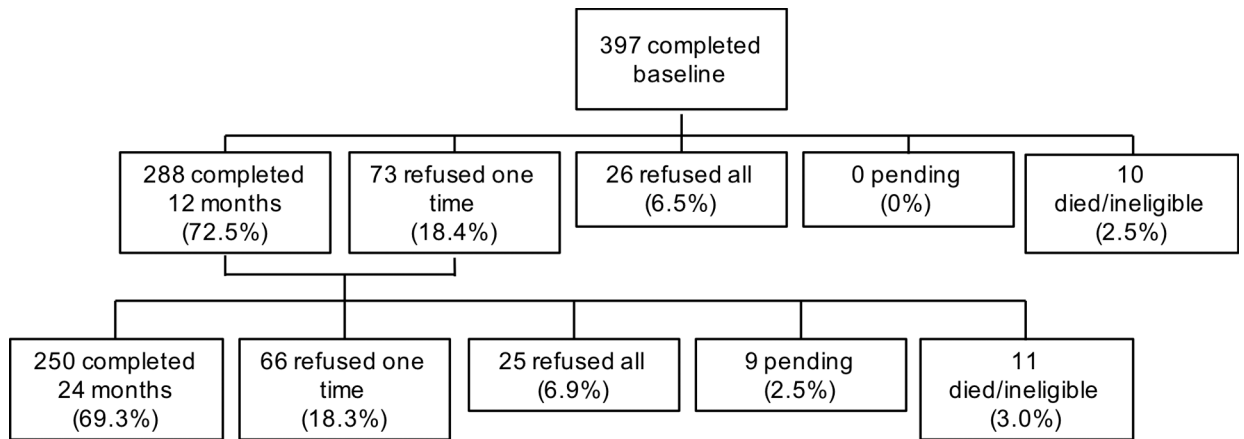 397 completed
baseline
288 completed
12 months
(72.5%)
73 refused one
time
(18.4%)
26 refused all
(6.5%)
0 pending
(0%)
10
died/ineligible
(2.5%)
250 completed
24 months
(69.3%)
66 refused one
time
(18.3%)
25 refused all
(6.9%)
9 pending
(2.5%)
11
died/ineligible
(3.0%)